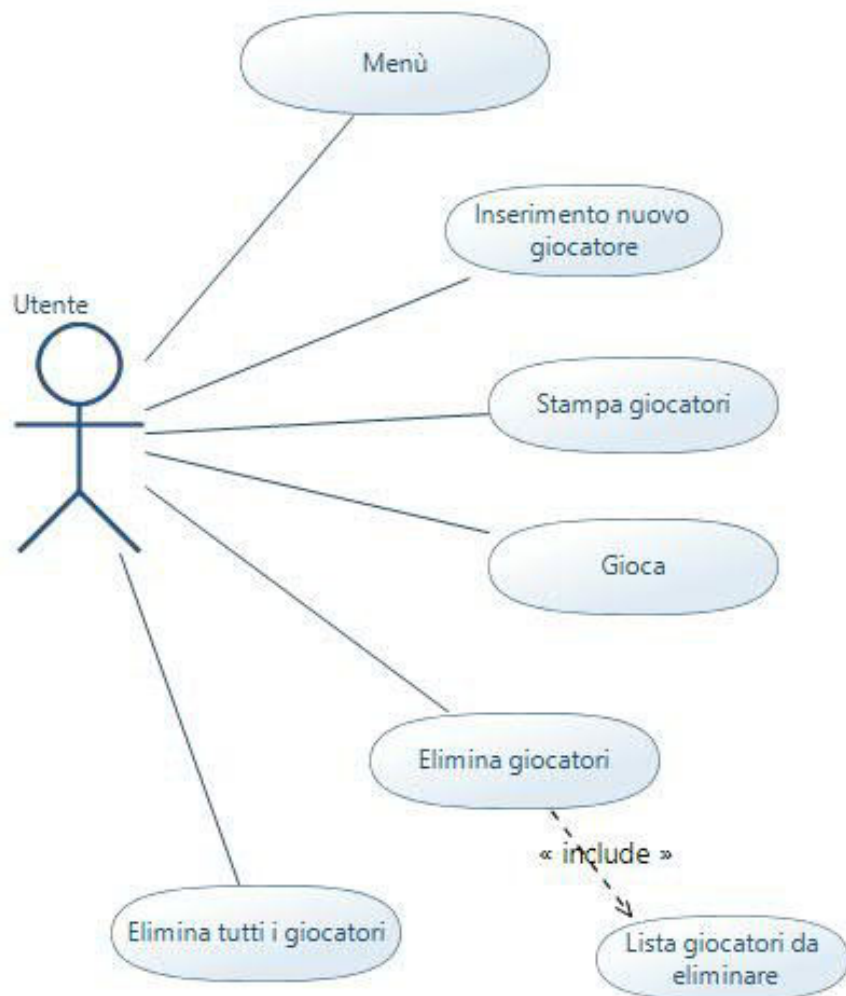 Menù
Inserimento nuovo
giocatore
Utente
Stampa giocatori
Gioca
Elimina giocatori
« include »
Elimina tutti i giocatori
Lista giocatori da
eliminare